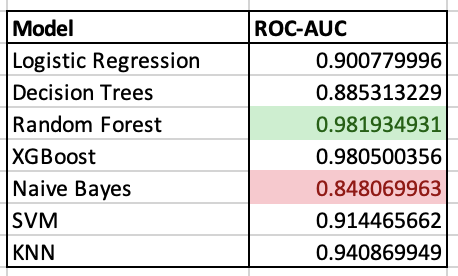 Model ROC-AUC
Logistic Regression 0.900779996
Decision Trees 0.885313229
Random Forest 0.981934931
XGBoost 0.980500356
Naive Bayes 0.848069963
SVM 0.914465662
KNN 0.940869949